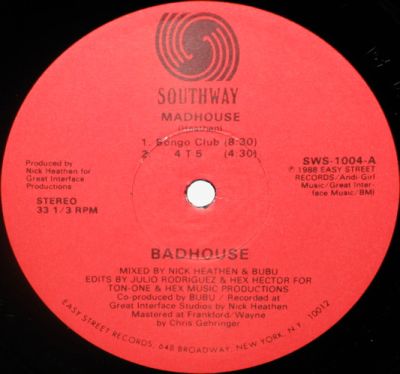 SOUTHWAY
MADHOUSE
(Heathen)
1. Bongo Club (8:30)
2. 4 T 5 (4:30)
Produced by
Nick Heathen for
Great Interface
Productions
STEREO
33 1/3 RPM
SWS-1004-A
℗ 1988 EASY STREET
RECORDS/Andi-Girl
Music/Great Inter-
face Music/BMI
BADHOUSE
MIXED BY NICK HEATHEN & BUBU
EDITS BY JULIO RODRIGUEZ & HEX HECTOR FOR
TON-ONE & HEX MUSIC PRODUCTIONS
Co-produced by BUBU / Recorded at
Great Interface Studios by Nick Heathen
Mastered at Frankford/Wayne
by Chris Gehringer
EASY STREET RECORDS, 648 BROADWAY, NEW YORK, N.Y. 10012